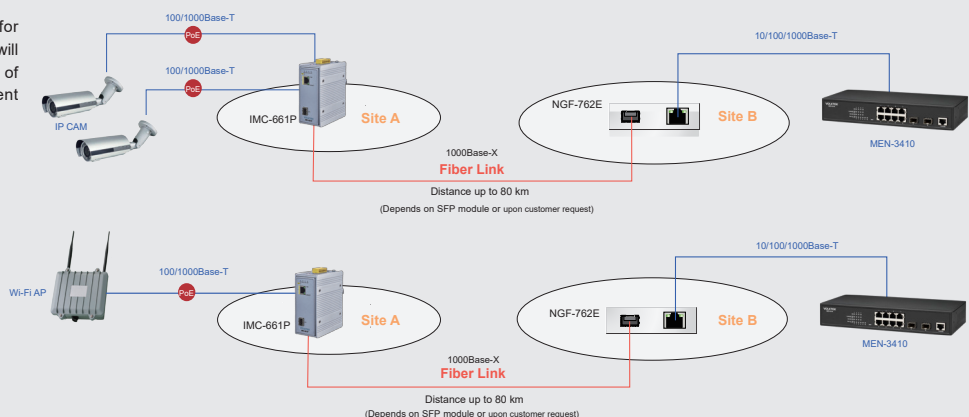 for
will
of
ent
100/1000Base-T
PoE
100/1000Base-T
PoE
IP CAM
IMC-661P
Site A
10/100/1000Base-T
NGF-762E
Site B
MEN-3410
1000Base-X
Fiber Link
Distance up to 80 km
(Depends on SFP module or upon customer request)
Wi-Fi AP
100/1000Base-T
PoE
IMC-661P
Site A
10/100/1000Base-T
NGF-762E
Site B
MEN-3410
1000Base-X
Fiber Link
Distance up to 80 km
(Depends on SFP module or upon customer request)